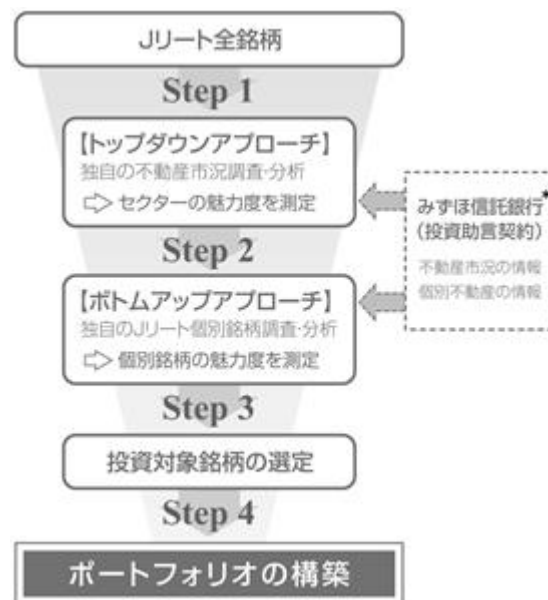 Jリート全銘柄
Step 1
【トップダウンアプローチ】
独自の不動産市況調査・分析
⇨ セクターの魅力度を測定
みずほ信託銀行*
(投資助言契約)
不動産市況の情報
個別不動産の情報
Step 2
【ボトムアップアプローチ】
独自のJリート個別銘柄調査・分析
⇨ 個別銘柄の魅力度を測定
Step 3
投資対象銘柄の選定
Step 4
ポートフォリオの構築